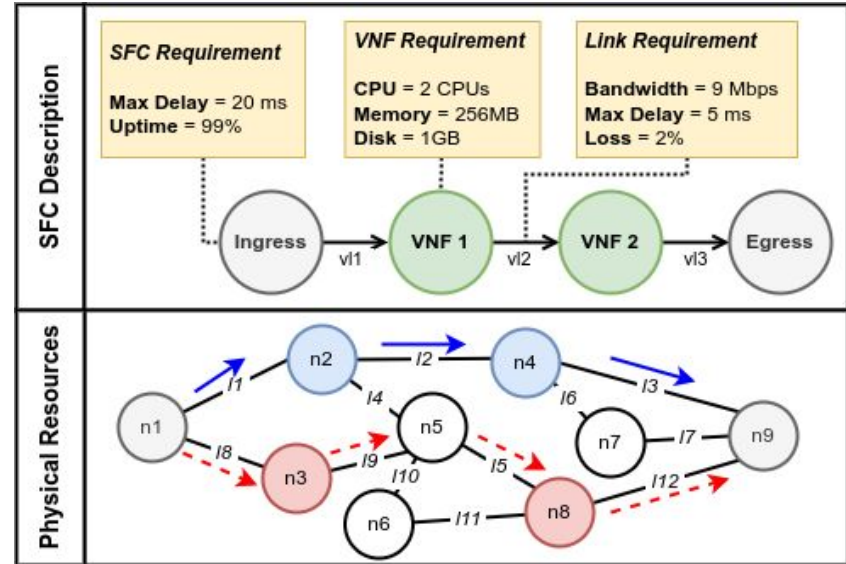 SFC Description
SFC Requirement
Max Delay = 20 ms
Uptime = 99%
VNF Requirement
CPU = 2 CPUs
Memory = 256MB
Disk = 1GB
Link Requirement
Bandwidth = 9 Mbps
Max Delay = 5 ms
Loss = 2%
Ingress
vl1
VNF 1
vl2
VNF 2
vl3
Egress
Physical Resources
n1
l1
n2
l2
n4
l3
l4
l6
n5
n7
l7
n9
l8
n3
l9
l10
l5
n6
l11
n8
l12